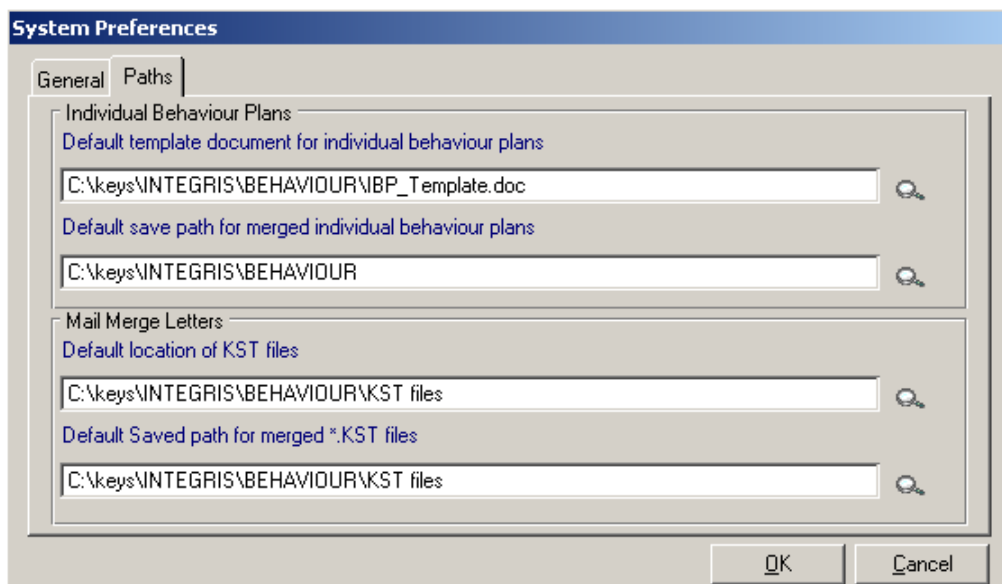 System Preferences
General Paths
Individual Behaviour Plans
Default template document for individual behaviour plans
C:\keys\INTEGRIS\BEHAVIOUR\IBP_Template.doc
Default save path for merged individual behaviour plans
C:\keys\INTEGRIS\BEHAVIOUR
Mail Merge Letters
Default location of KST files
C:\keys\INTEGRIS\BEHAVIOUR\KST files
Default Saved path for merged *.KST files
C:\keys\INTEGRIS\BEHAVIOUR\KST files
OK Cancel